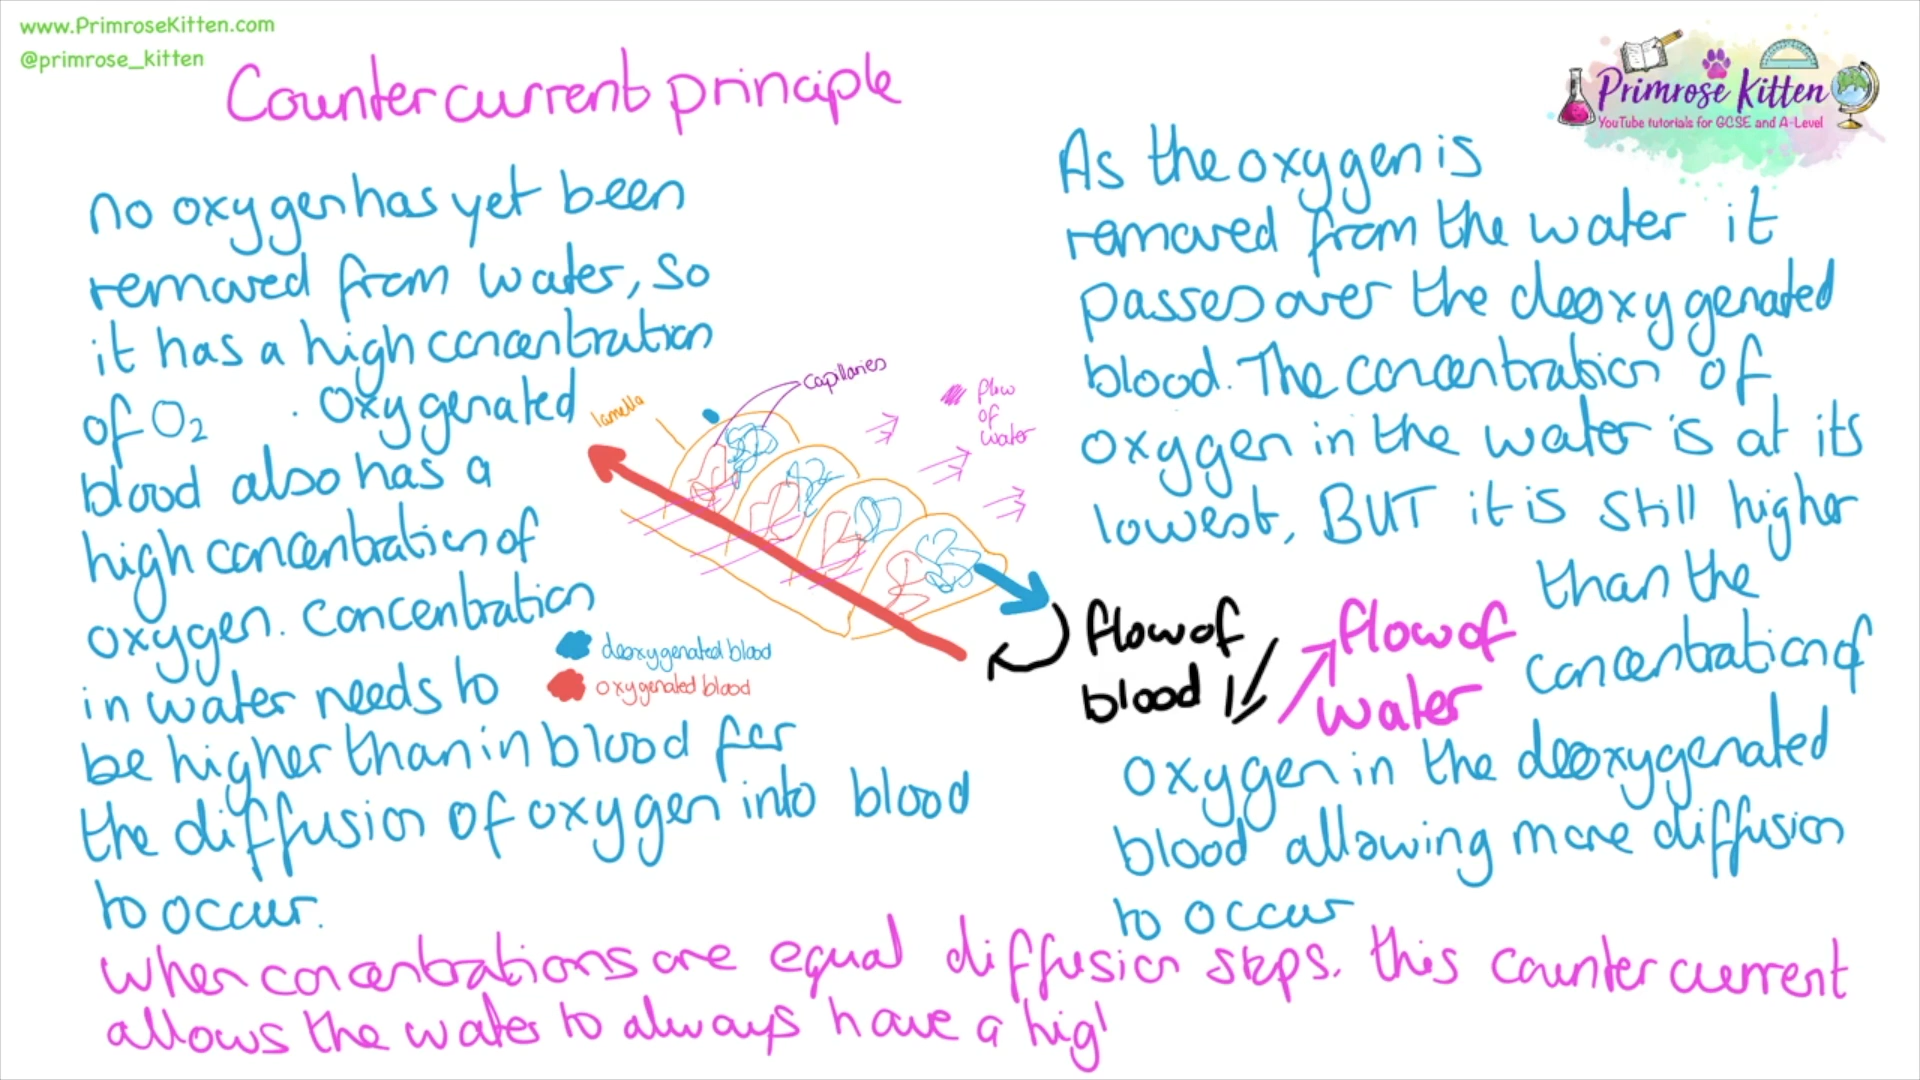 www.PrimroseKitten.com
@primrose_kitten
Countercurrent principle
Primrose Kitten
YouTube tutorials for GCSE and A-Level
no oxygen has yet been
removed from water, so
it has a high concentration
of O₂ . Oxygenated
blood also has a
high concentration of
oxygen. concentration
in water needs to
be higher than in blood for
the diffusion of oxygen into blood
to occur.
lamella
capillaries
flow
of
water
deoxygenated blood
oxygenated blood
flow of
blood
flow of
water
As the oxygen is
removed from the water it
passes over the deoxygenated
blood. The concentration of
oxygen in the water is at its
lowest, BUT it is still higher
than the
concentration of
oxygen in the deoxygenated
blood allowing more diffusion
to occur
when concentrations are equal diffusion stops. this counter current
allows the water to always have a hig